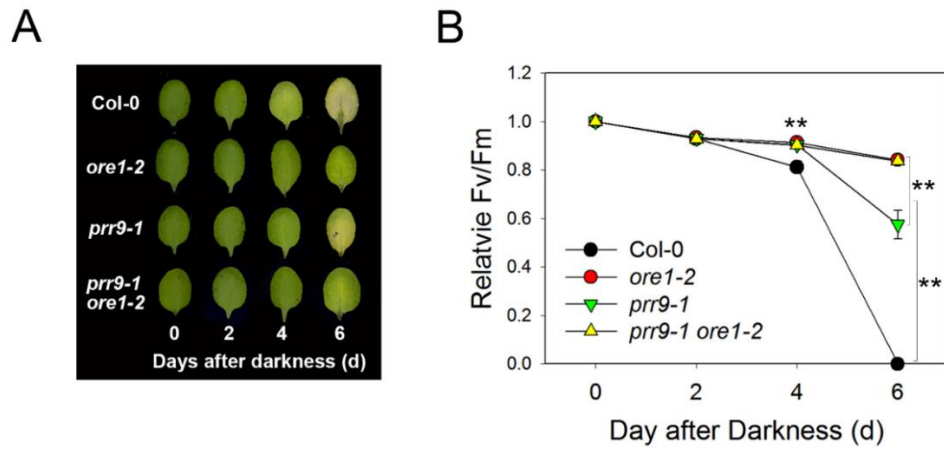 A
Col-0
ore1-2
prr9-1
prr9-1
ore1-2
0 2 4 6
Days after darkness (d)
B
1.2
1.0
0.8
0.6
0.4
0.2
0.0
Relatvie Fv/Fm
**
**
**
Col-0
ore1-2
prr9-1
prr9-1 ore1-2
0 2 4 6
Day after Darkness (d)